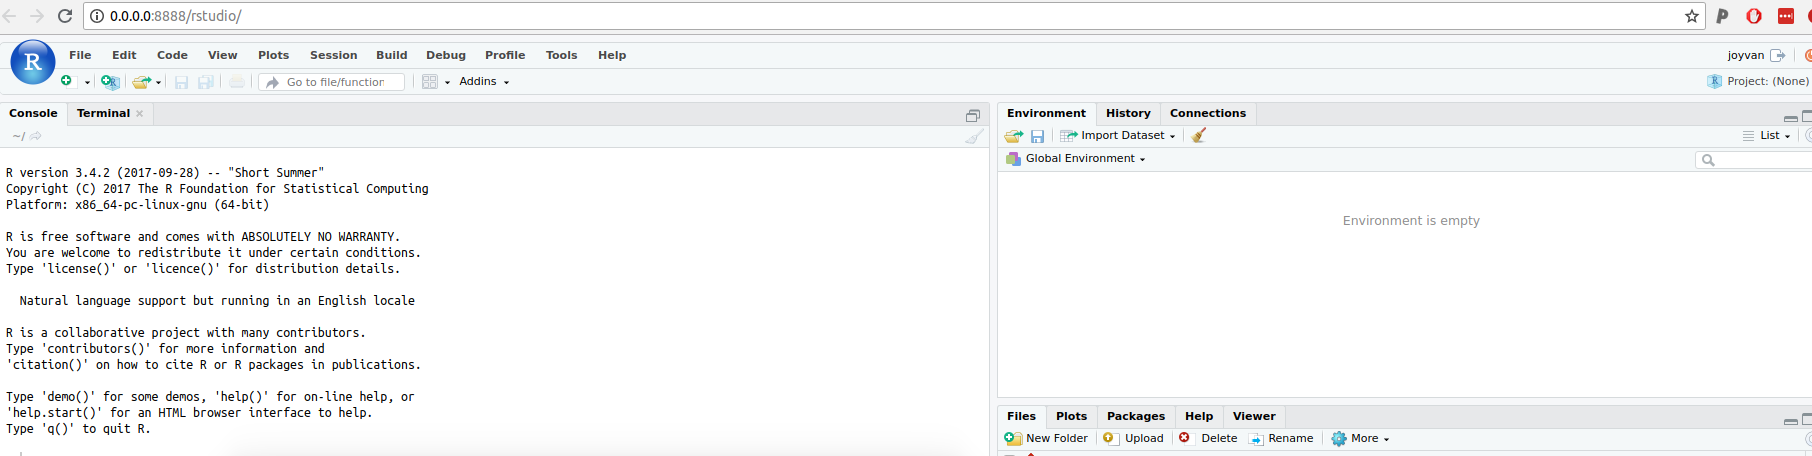 0.0.0.0:8888/rstudio/
R File Edit Code View Plots Session Build Debug Profile Tools Help joyvan
Go to file/function Addins Project: (None)
Console Terminal
~/
R version 3.4.2 (2017-09-28) -- "Short Summer"
Copyright (C) 2017 The R Foundation for Statistical Computing
Platform: x86_64-pc-linux-gnu (64-bit)
R is free software and comes with ABSOLUTELY NO WARRANTY.
You are welcome to redistribute it under certain conditions.
Type 'license()' or 'licence()' for distribution details.
Natural language support but running in an English locale
R is a collaborative project with many contributors.
Type 'contributors()' for more information and
'citation()' on how to cite R or R packages in publications.
Type 'demo()' for some demos, 'help()' for on-line help, or
'help.start()' for an HTML browser interface to help.
Type 'q()' to quit R.
Environment History Connections
Import Dataset List
Global Environment
Environment is empty
Files Plots Packages Help Viewer
New Folder Upload Delete Rename More